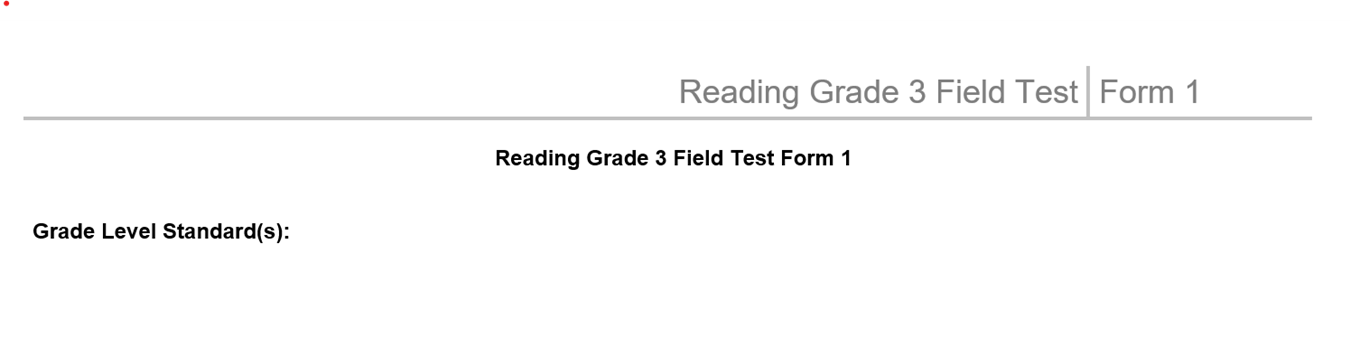 Reading Grade 3 Field Test Form 1
Reading Grade 3 Field Test Form 1
Grade Level Standard(s):